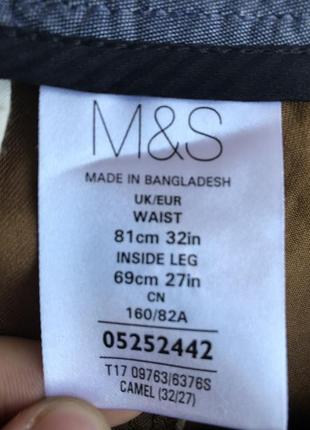 M&S
MADE IN BANGLADESH
UK/EUR
WAIST
81cm 32in
INSIDE LEG
69cm 27in
CN
160/82A
05252442
T17 09763/6376S
CAMEL (32/27)